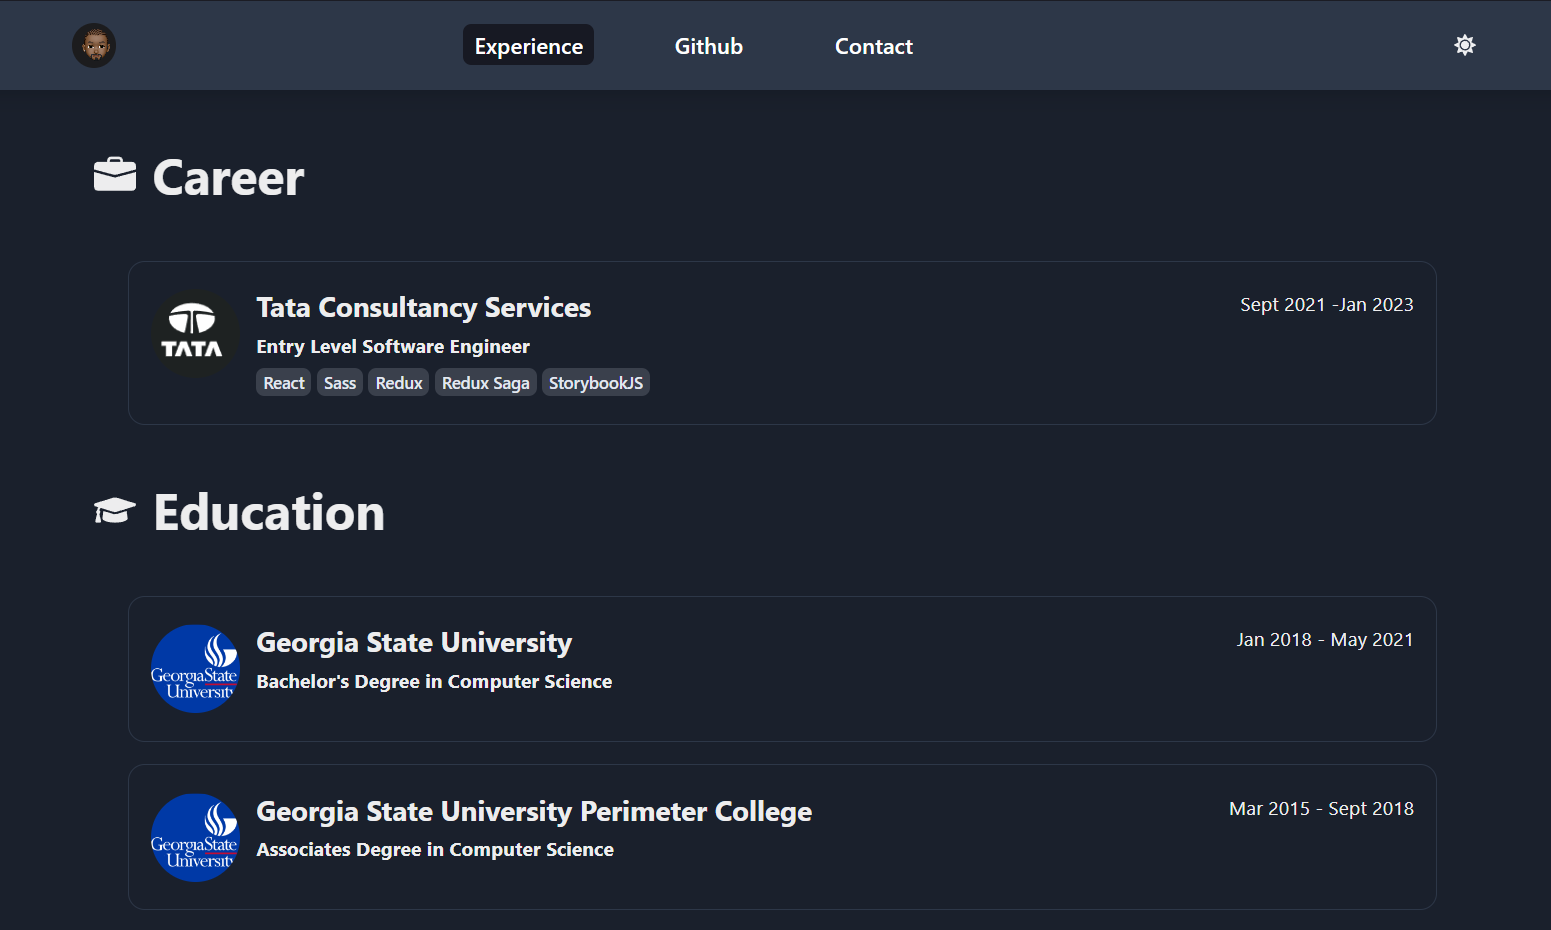 Experience
Github
Contact
Career
TATA
Tata Consultancy Services
Sept 2021 -Jan 2023
Entry Level Software Engineer
React
Sass
Redux
Redux Saga
StorybookJS
Education
GeorgiaState
University
Georgia State University
Jan 2018 - May 2021
Bachelor's Degree in Computer Science
GeorgiaState
University
Georgia State University Perimeter College
Mar 2015 - Sept 2018
Associates Degree in Computer Science